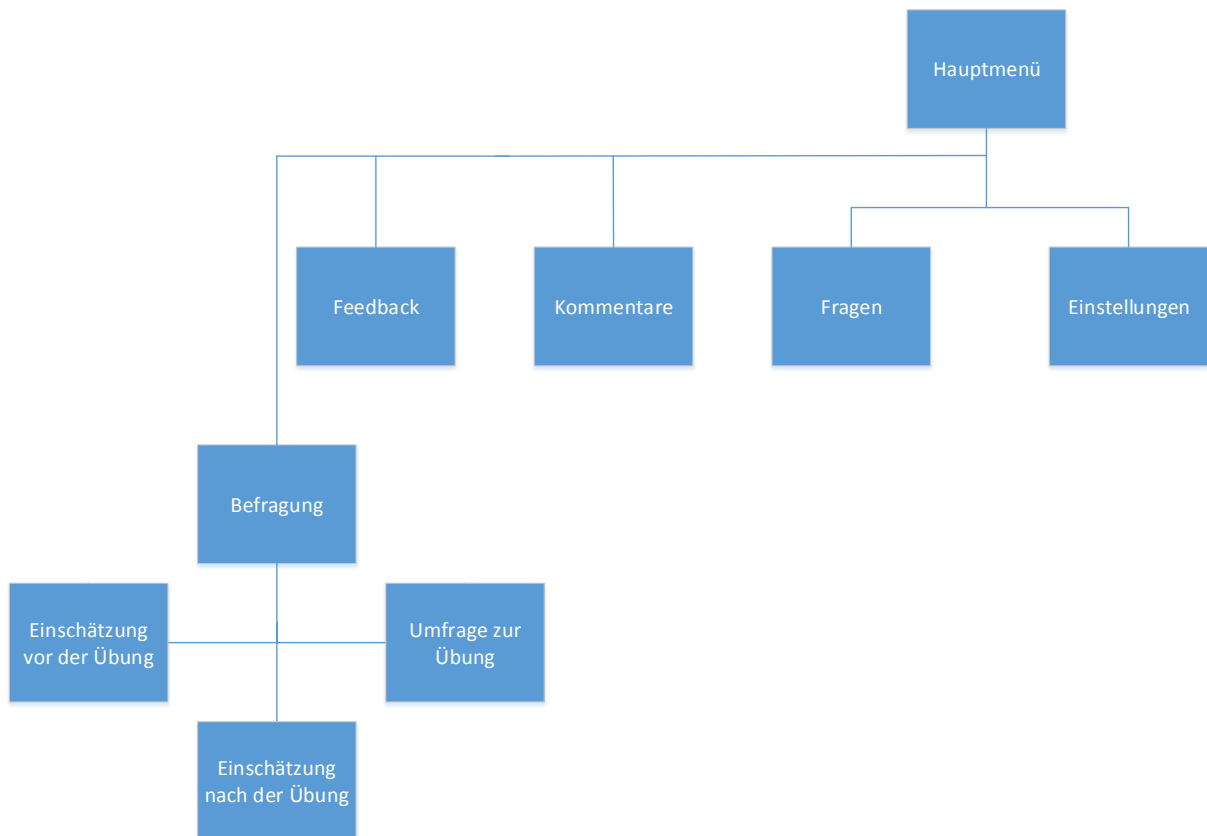 Hauptmenü
Feedback
Kommentare
Fragen
Einstellungen
Befragung
Einschätzung
vor der Übung
Umfrage zur
Übung
Einschätzung
nach der Übung